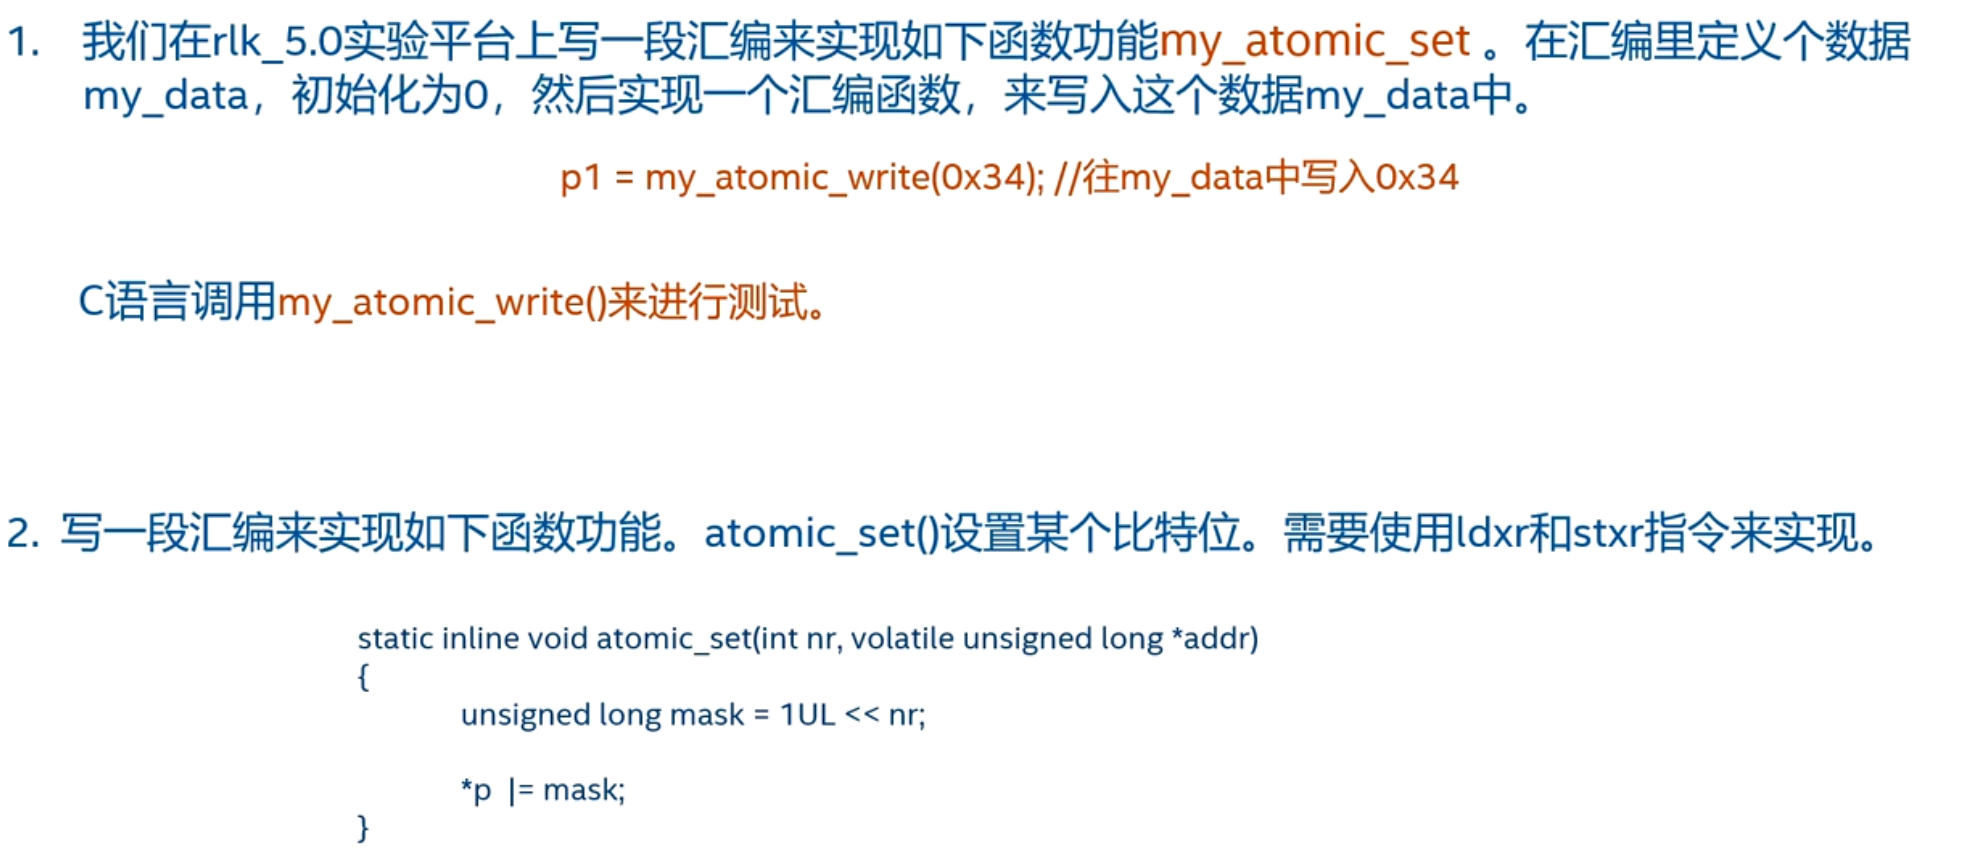 1. 我们在rlk_5.0实验平台上写一段汇编来实现如下函数功能my_atomic_set 。在汇编里定义个数据
my_data，初始化为0，然后实现一个汇编函数，来写入这个数据my_data中。
p1 = my_atomic_write(0x34); //往my_data中写入0x34
C语言调用my_atomic_write()来进行测试。
2. 写一段汇编来实现如下函数功能。atomic_set()设置某个比特位。需要使用ldxr和stxr指令来实现。
static inline void atomic_set(int nr, volatile unsigned long *addr)
{
unsigned long mask = 1UL << nr;
*p |= mask;
}